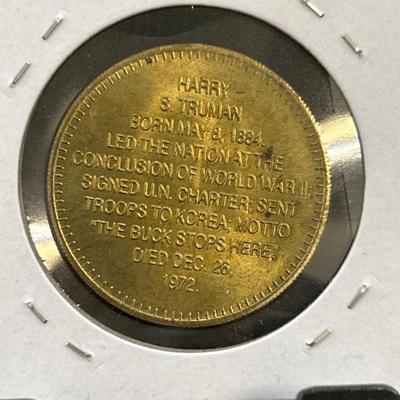 HARRY
S. TRUMAN
BORN MAY 8, 1884.
LED THE NATION AT THE
CONCLUSION OF WORLD WAR II;
SIGNED U.N. CHARTER; SENT
TROOPS TO KOREA; MOTTO
"THE BUCK STOPS HERE."
DIED DEC. 26,
1972.